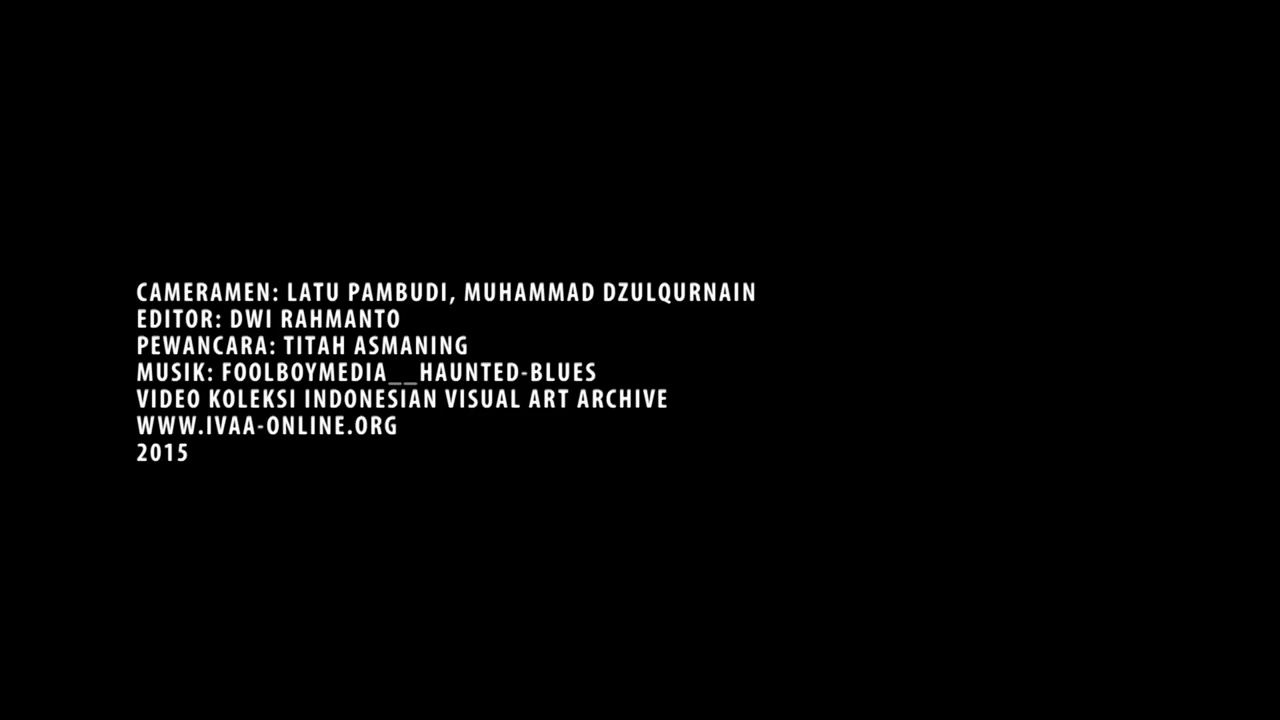 CAMERAMEN: LATU PAMBUDI, MUHAMMAD DZULQURNAIN
EDITOR: DWI RAHMANTO
PEWANCARA: TITAH ASMANING
MUSIK: FOOLBOYMEDIA__HAUNTED-BLUES
VIDEO KOLEKSI INDONESIAN VISUAL ART ARCHIVE
WWW.IVAA-ONLINE.ORG
2015